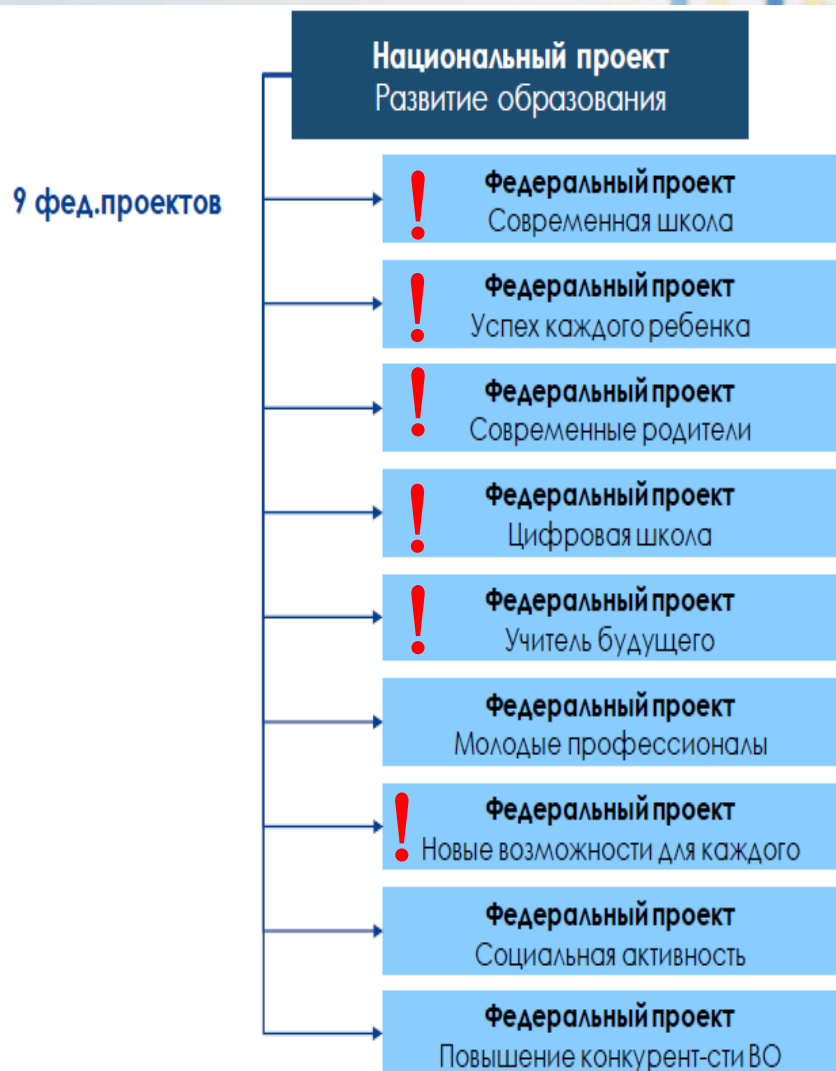 Национальный проект
Развитие образования
9 фед.проектов
!
Федеральный проект
Современная школа
!
Федеральный проект
Успех каждого ребенка
!
Федеральный проект
Современные родители
!
Федеральный проект
Цифровая школа
!
Федеральный проект
Учитель будущего
Федеральный проект
Молодые профессионалы
!
Федеральный проект
Новые возможности для каждого
Федеральный проект
Социальная активность
Федеральный проект
Повышение конкурент-сти ВО